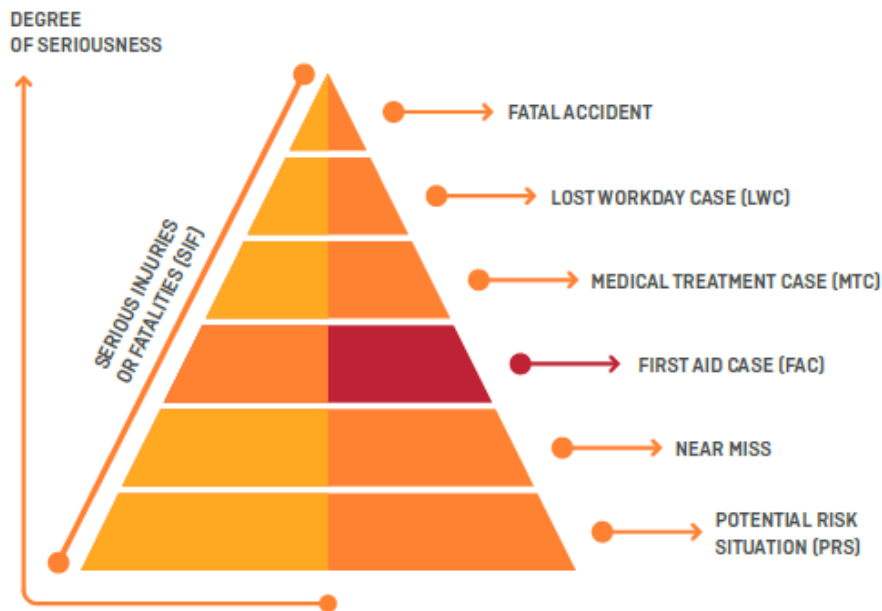 DEGREE
OF SERIOUSNESS
FATAL ACCIDENT
LOST WORKDAY CASE (LWC)
SERIOUS INJURIES
OR FATALITIES (SIF)
MEDICAL TREATMENT CASE (MTC)
FIRST AID CASE (FAC)
NEAR MISS
POTENTIAL RISK
SITUATION (PRS)